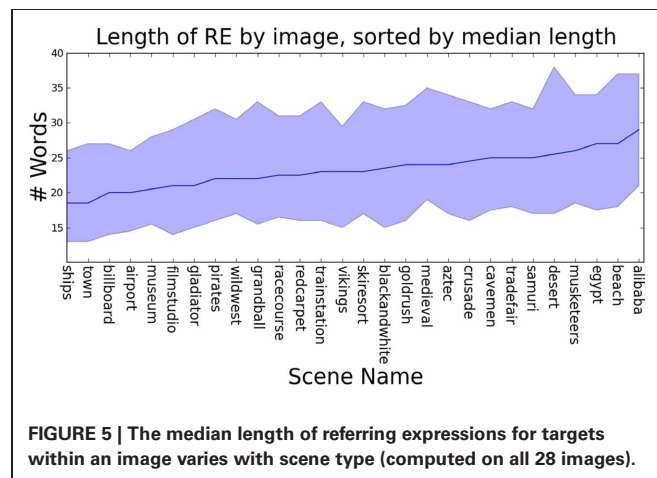 Length of RE by image, sorted by median length
40
35
30
25
20
15
# Words
ships
town
billboard
airport
museum
filmstudio
gladiator
pirates
wildwest
grandball
racecourse
redcarpet
trainstation
vikings
skiresort
blackandwhite
goldrush
medieval
aztec
crusade
cavemen
tradefair
samuri
desert
musketeers
egypt
beach
alibaba
Scene Name
FIGURE 5 | The median length of referring expressions for targets
within an image varies with scene type (computed on all 28 images).